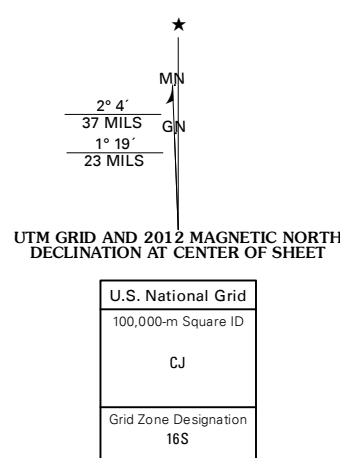 ★
MN
2° 4´
37 MILS
GN
1° 19´
23 MILS
UTM GRID AND 2012 MAGNETIC NORTH
DECLINATION AT CENTER OF SHEET
U.S. National Grid
100,000-m Square ID
CJ
Grid Zone Designation
16S